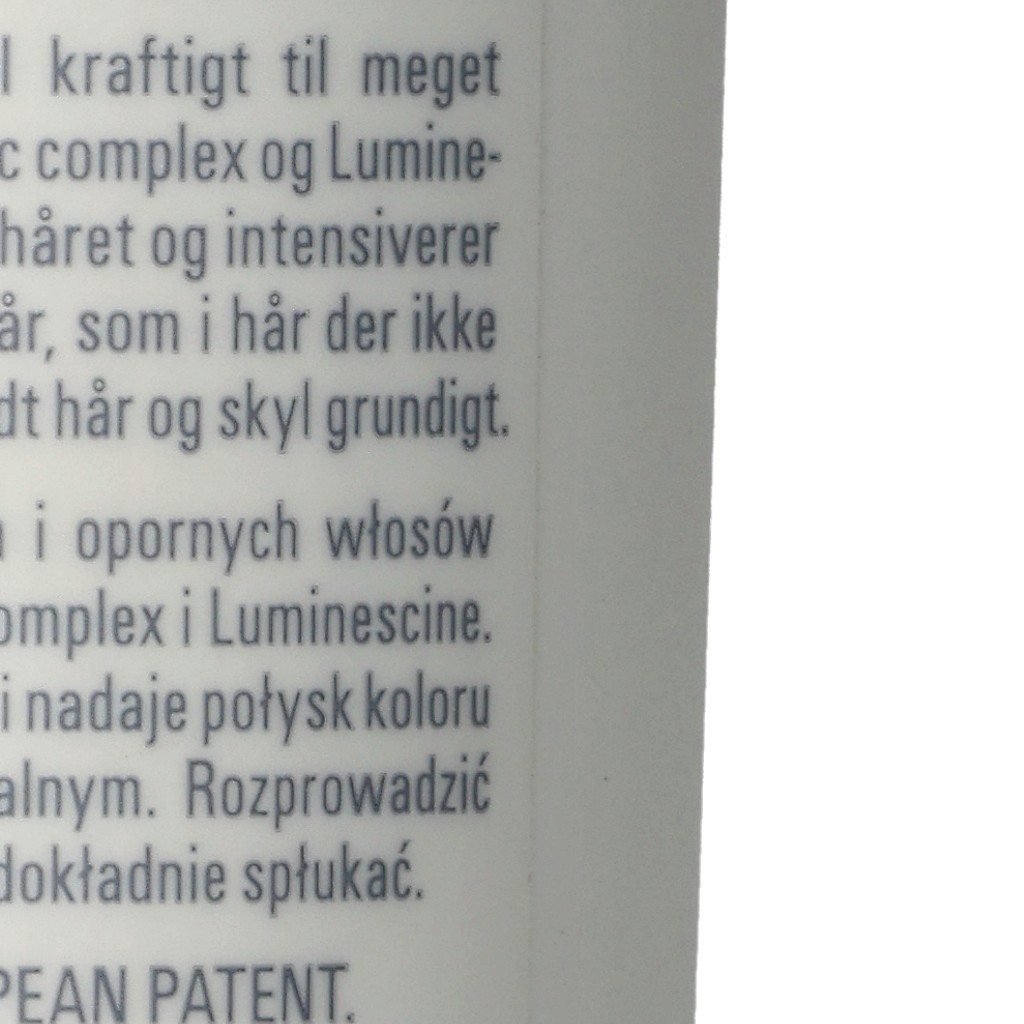 l kraftigt til meget
c complex og Lumine-
håret og intensiverer
år, som i hår der ikke
dt hår og skyl grundigt.
i opornych włosów
omplex i Luminescine.
i nadaje połysk koloru
alnym. Rozprowadzić
dokładnie spłukać.
PEAN PATENT.